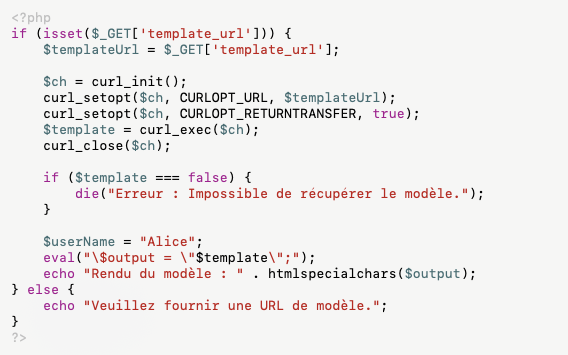 <?php
if (isset($_GET['template_url'])) {
    $templateUrl = $_GET['template_url'];

    $ch = curl_init();
    curl_setopt($ch, CURLOPT_URL, $templateUrl);
    curl_setopt($ch, CURLOPT_RETURNTRANSFER, true);
    $template = curl_exec($ch);
    curl_close($ch);

    if ($template === false) {
        die("Erreur : Impossible de récupérer le modèle.");
    }

    $userName = "Alice";
    eval("\$output = \"$template\";");
    echo "Rendu du modèle : " . htmlspecialchars($output);
} else {
    echo "Veuillez fournir une URL de modèle.";
}
?>